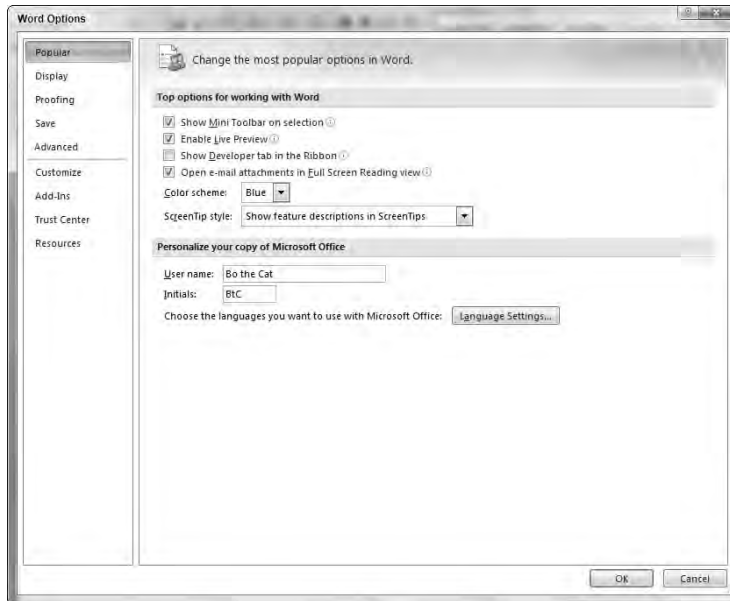 Word Options
Popular
Display
Proofing
Save
Advanced
Customize
Add-Ins
Trust Center
Resources
Change the most popular options in Word.
Top options for working with Word
Show Mini Toolbar on selection
Enable Live Preview
Show Developer tab in the Ribbon
Open e-mail attachments in Full Screen Reading view
Color scheme: Blue
ScreenTip style: Show feature descriptions in ScreenTips
Personalize your copy of Microsoft Office
User name: Bo the Cat
Initials: BtC
Choose the languages you want to use with Microsoft Office: Language Settings...
OK Cancel